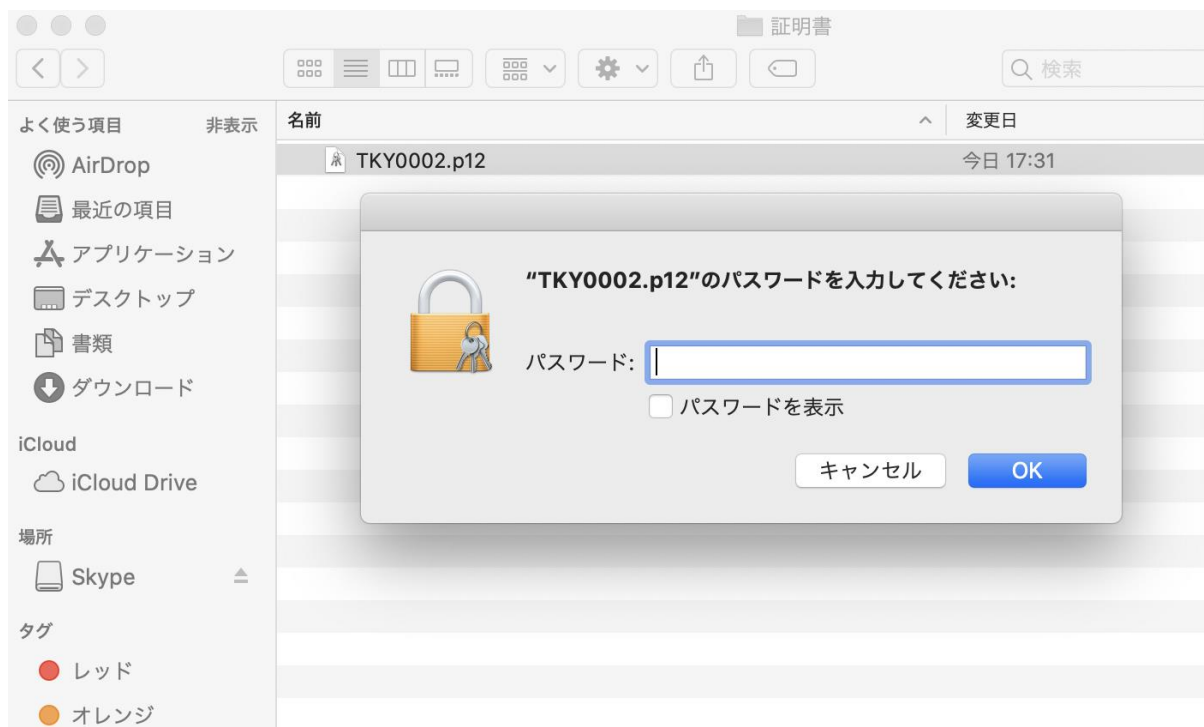 証明書
検索
よく使う項目 非表示
名前 変更日
AirDrop
TKY0002.p12 今日 17:31
最近の項目
アプリケーション
デスクトップ
書類
ダウンロード
iCloud
iCloud Drive
場所
Skype
タグ
レッド
オレンジ
“TKY0002.p12”のパスワードを入力してください:
パスワード:
パスワードを表示
キャンセル OK